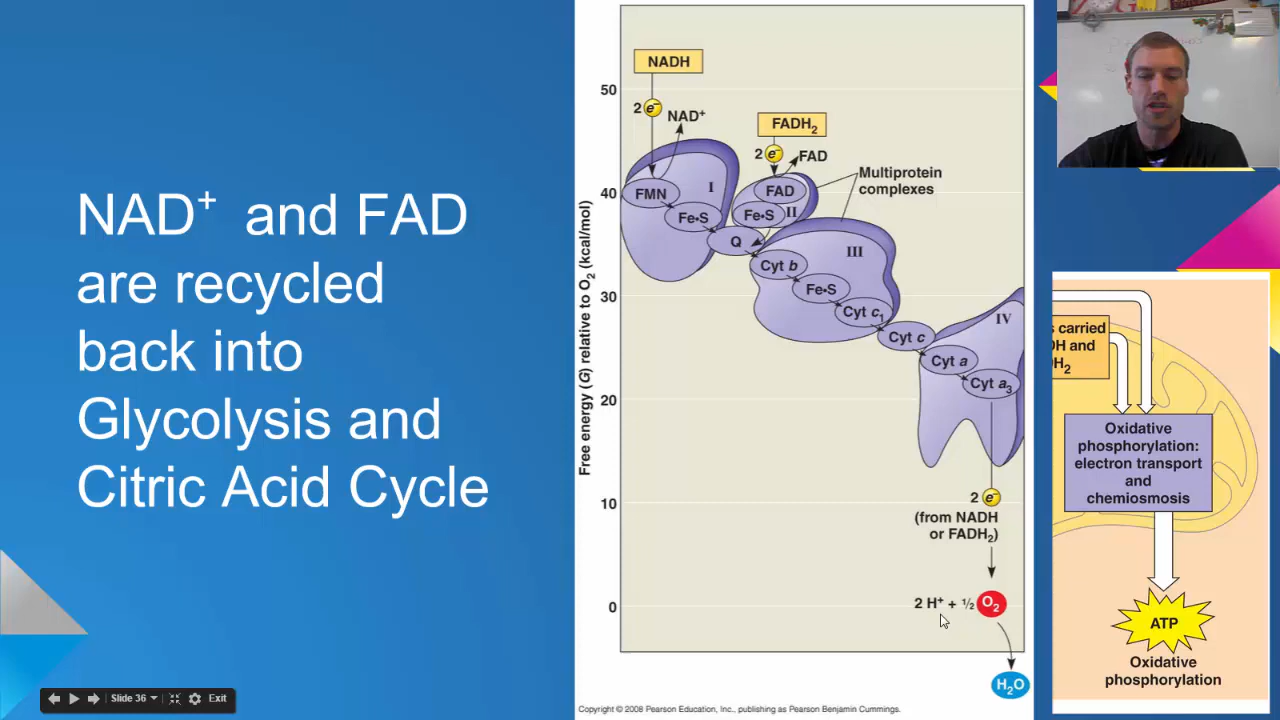 NAD⁺ and FAD
are recycled
back into
Glycolysis and
Citric Acid Cycle
Free energy (G) relative to O₂ (kcal/mol)
50
40
30
20
10
0
NADH
2 e⁻
NAD⁺
FADH₂
2 e⁻
FAD
Multiprotein
complexes
I
FMN
Fe•S
FAD
Fe•S
II
Q
III
Cyt b
Fe•S
Cyt c₁
Cyt c
IV
Cyt a
Cyt a₃
2 e⁻
(from NADH
or FADH₂)
2 H⁺ + ½ O₂
H₂O
Copyright © 2008 Pearson Education, Inc., publishing as Pearson Benjamin Cummings.
s carried
H and
H₂
Oxidative
phosphorylation:
electron transport
and
chemiosmosis
ATP
Oxidative
phosphorylation
Slide 36
Exit